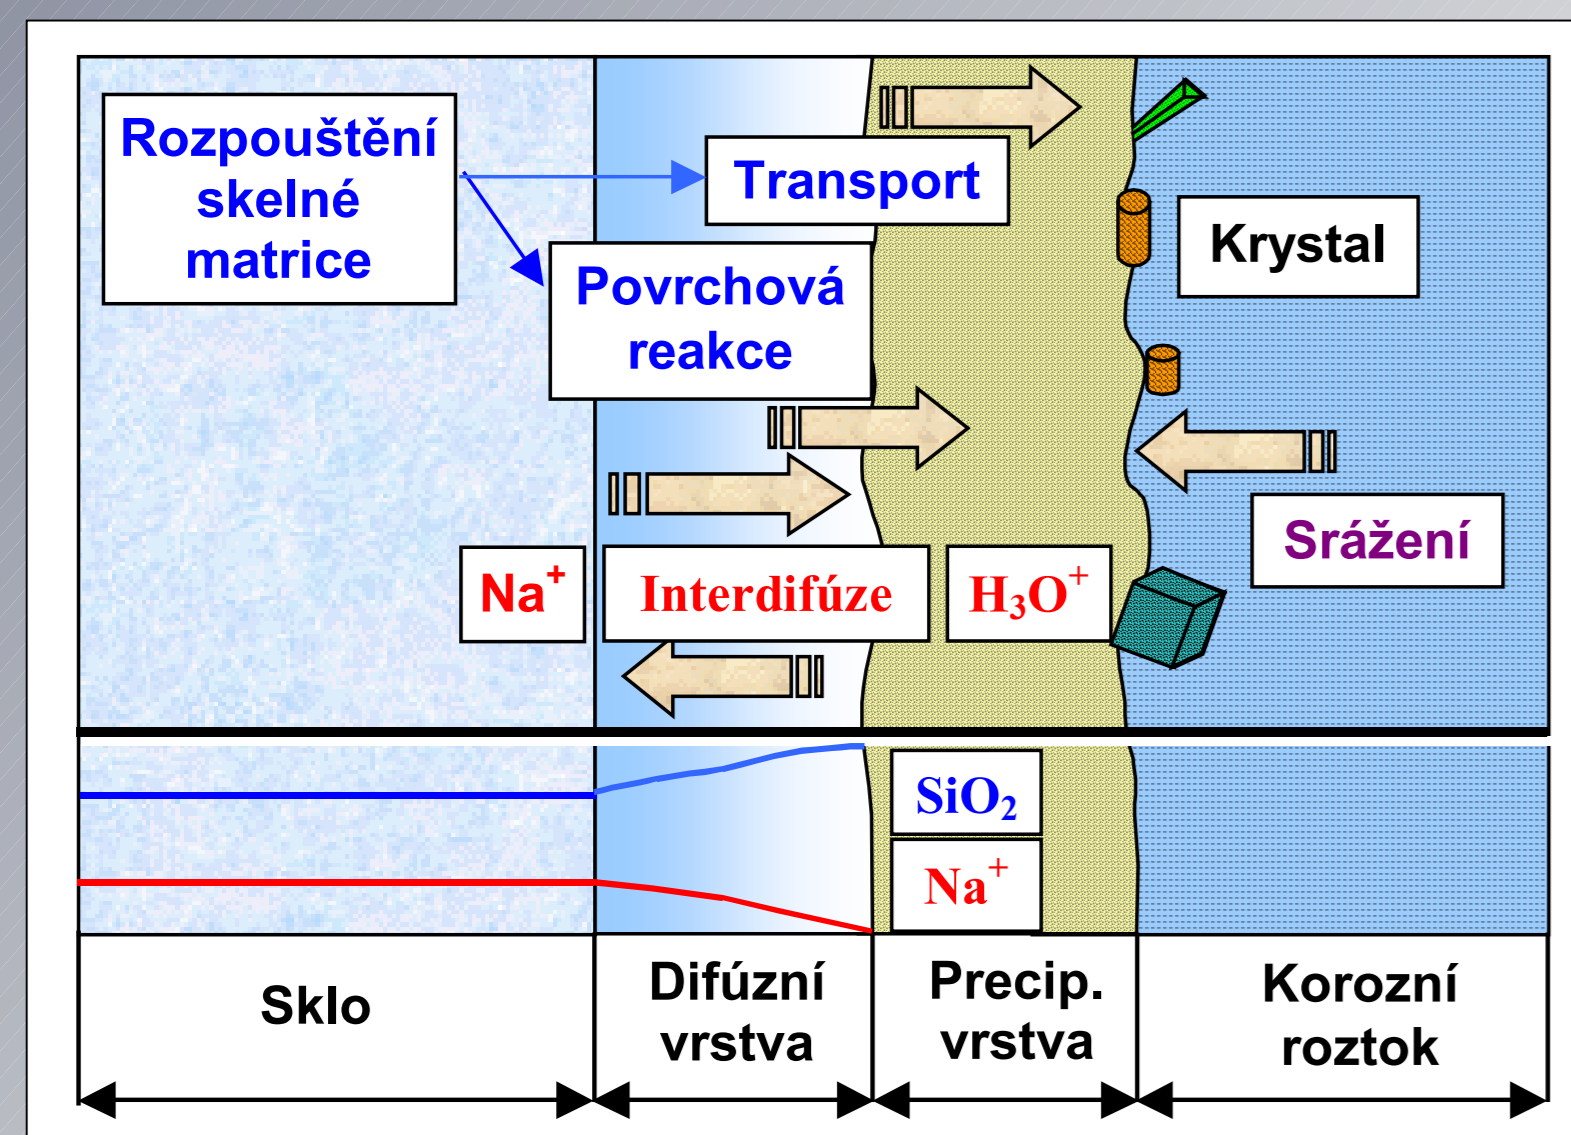 Rozpouštění
skelné
matrice
Transport
Povrchová
reakce
Krystal
Srážení
Na⁺
Interdifúze
H₃O⁺
SiO₂
Na⁺
Sklo
Difúzní
vrstva
Precip.
vrstva
Korozní
roztok